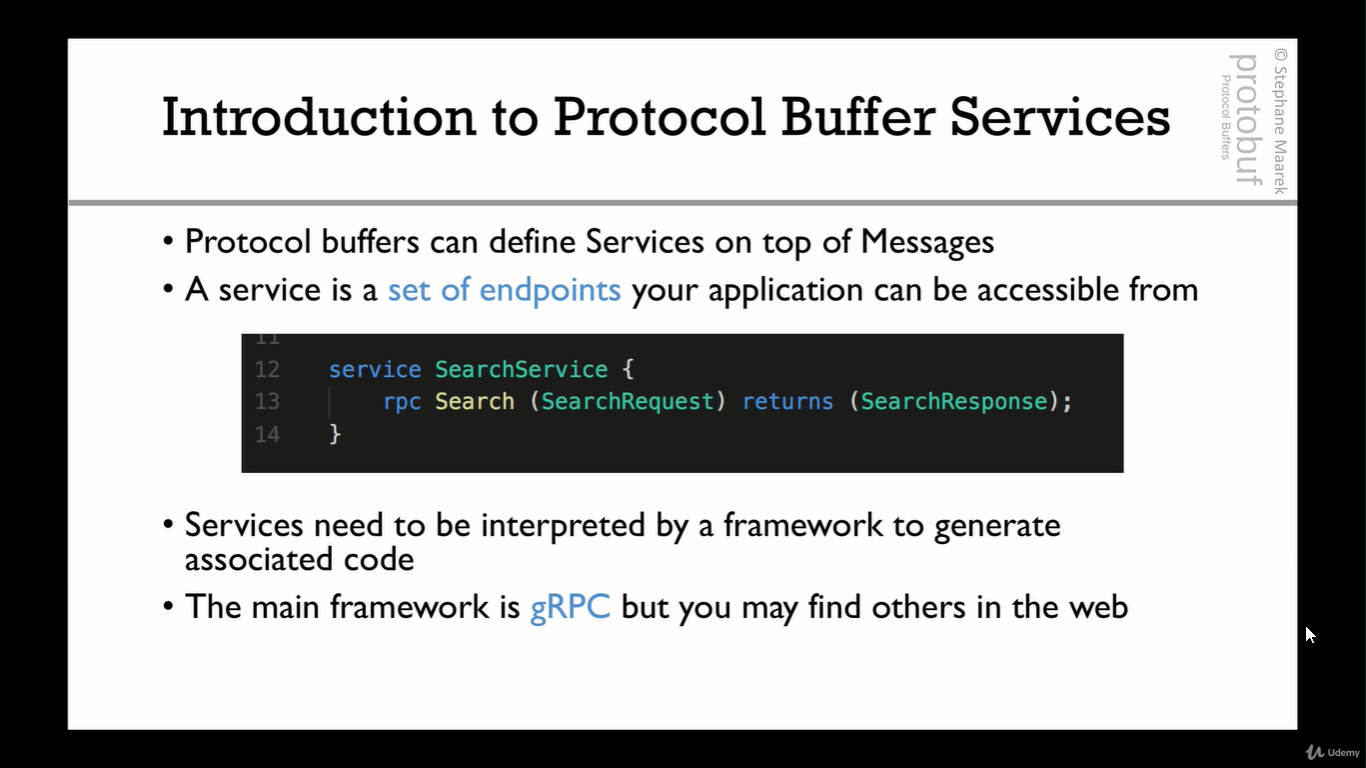 Introduction to Protocol Buffer Services
© Stephane Maarek
protobuf
Protocol Buffers
• Protocol buffers can define Services on top of Messages
• A service is a set of endpoints your application can be accessible from
11
12 service SearchService {
13 rpc Search (SearchRequest) returns (SearchResponse);
14 }
• Services need to be interpreted by a framework to generate
associated code
• The main framework is gRPC but you may find others in the web
Udemy